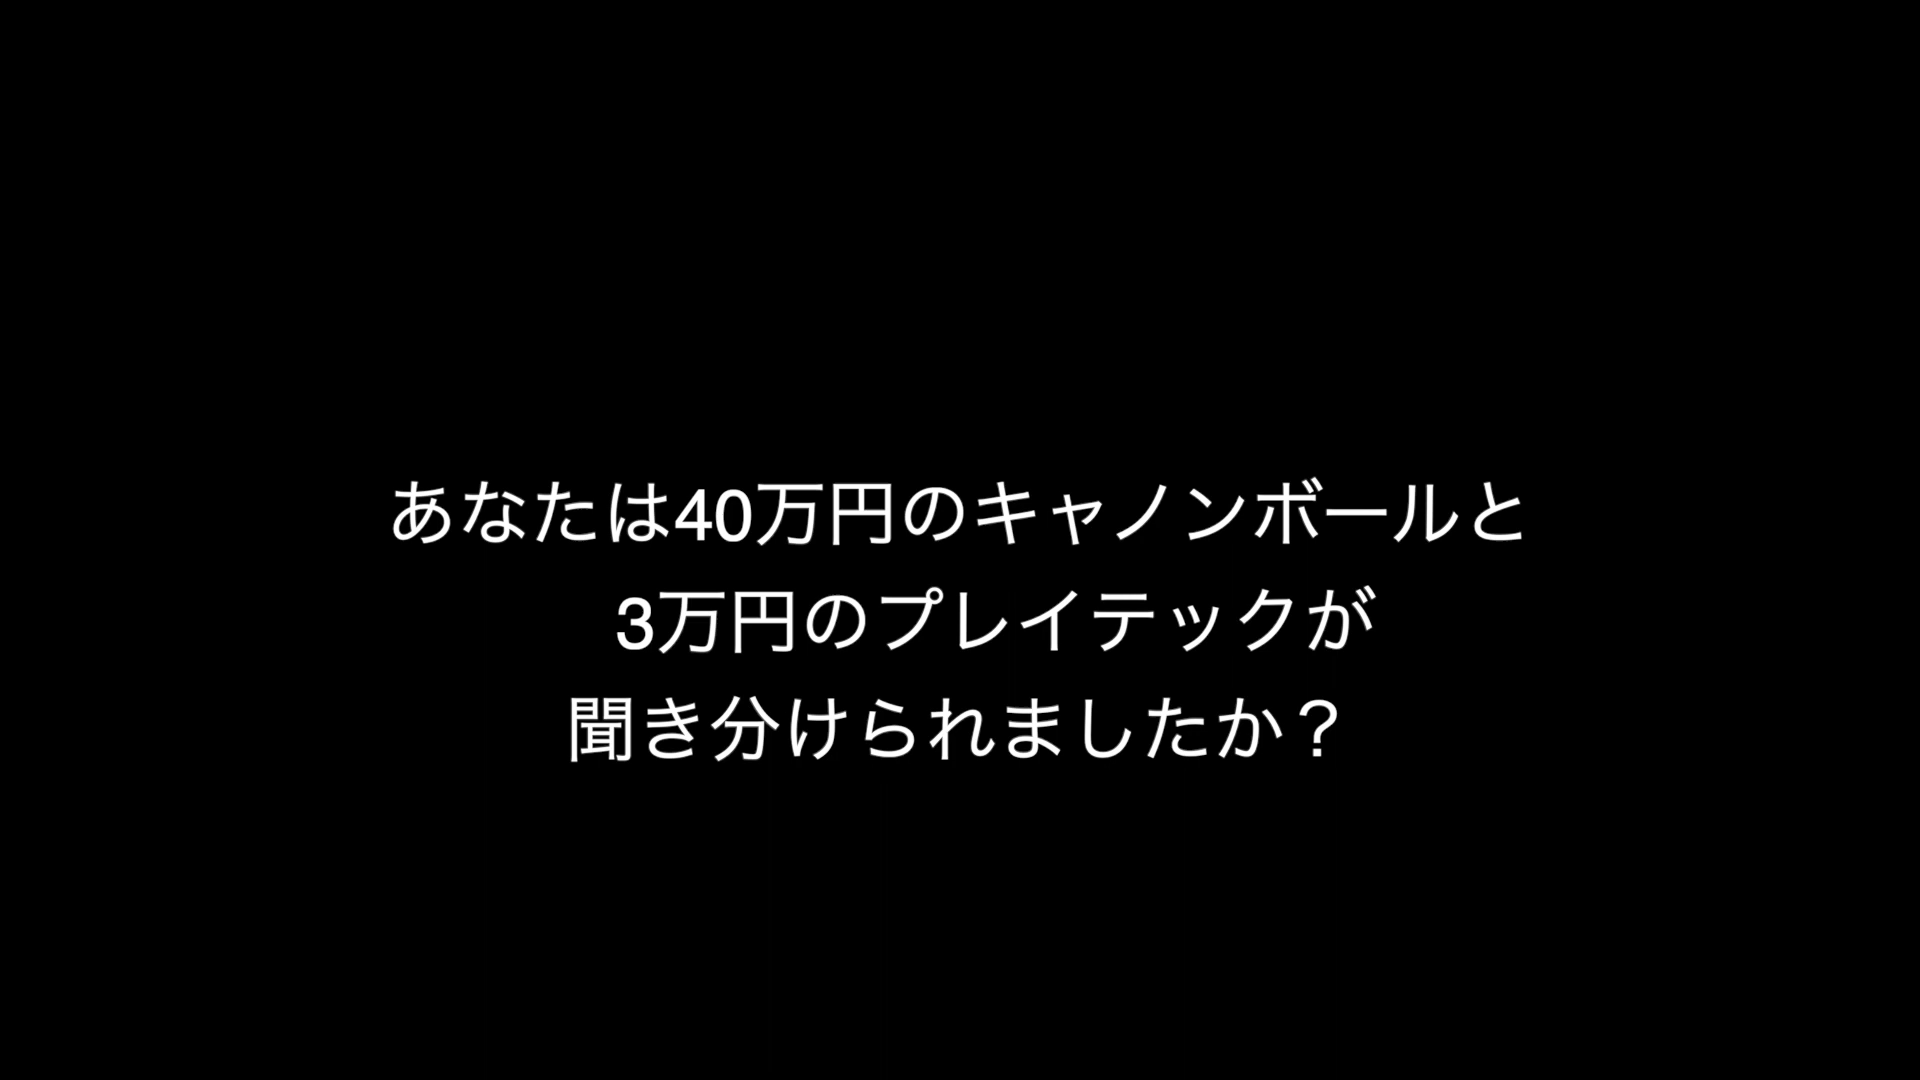 あなたは40万円のキャノンボールと
3万円のプレイテックが
聞き分けられましたか？